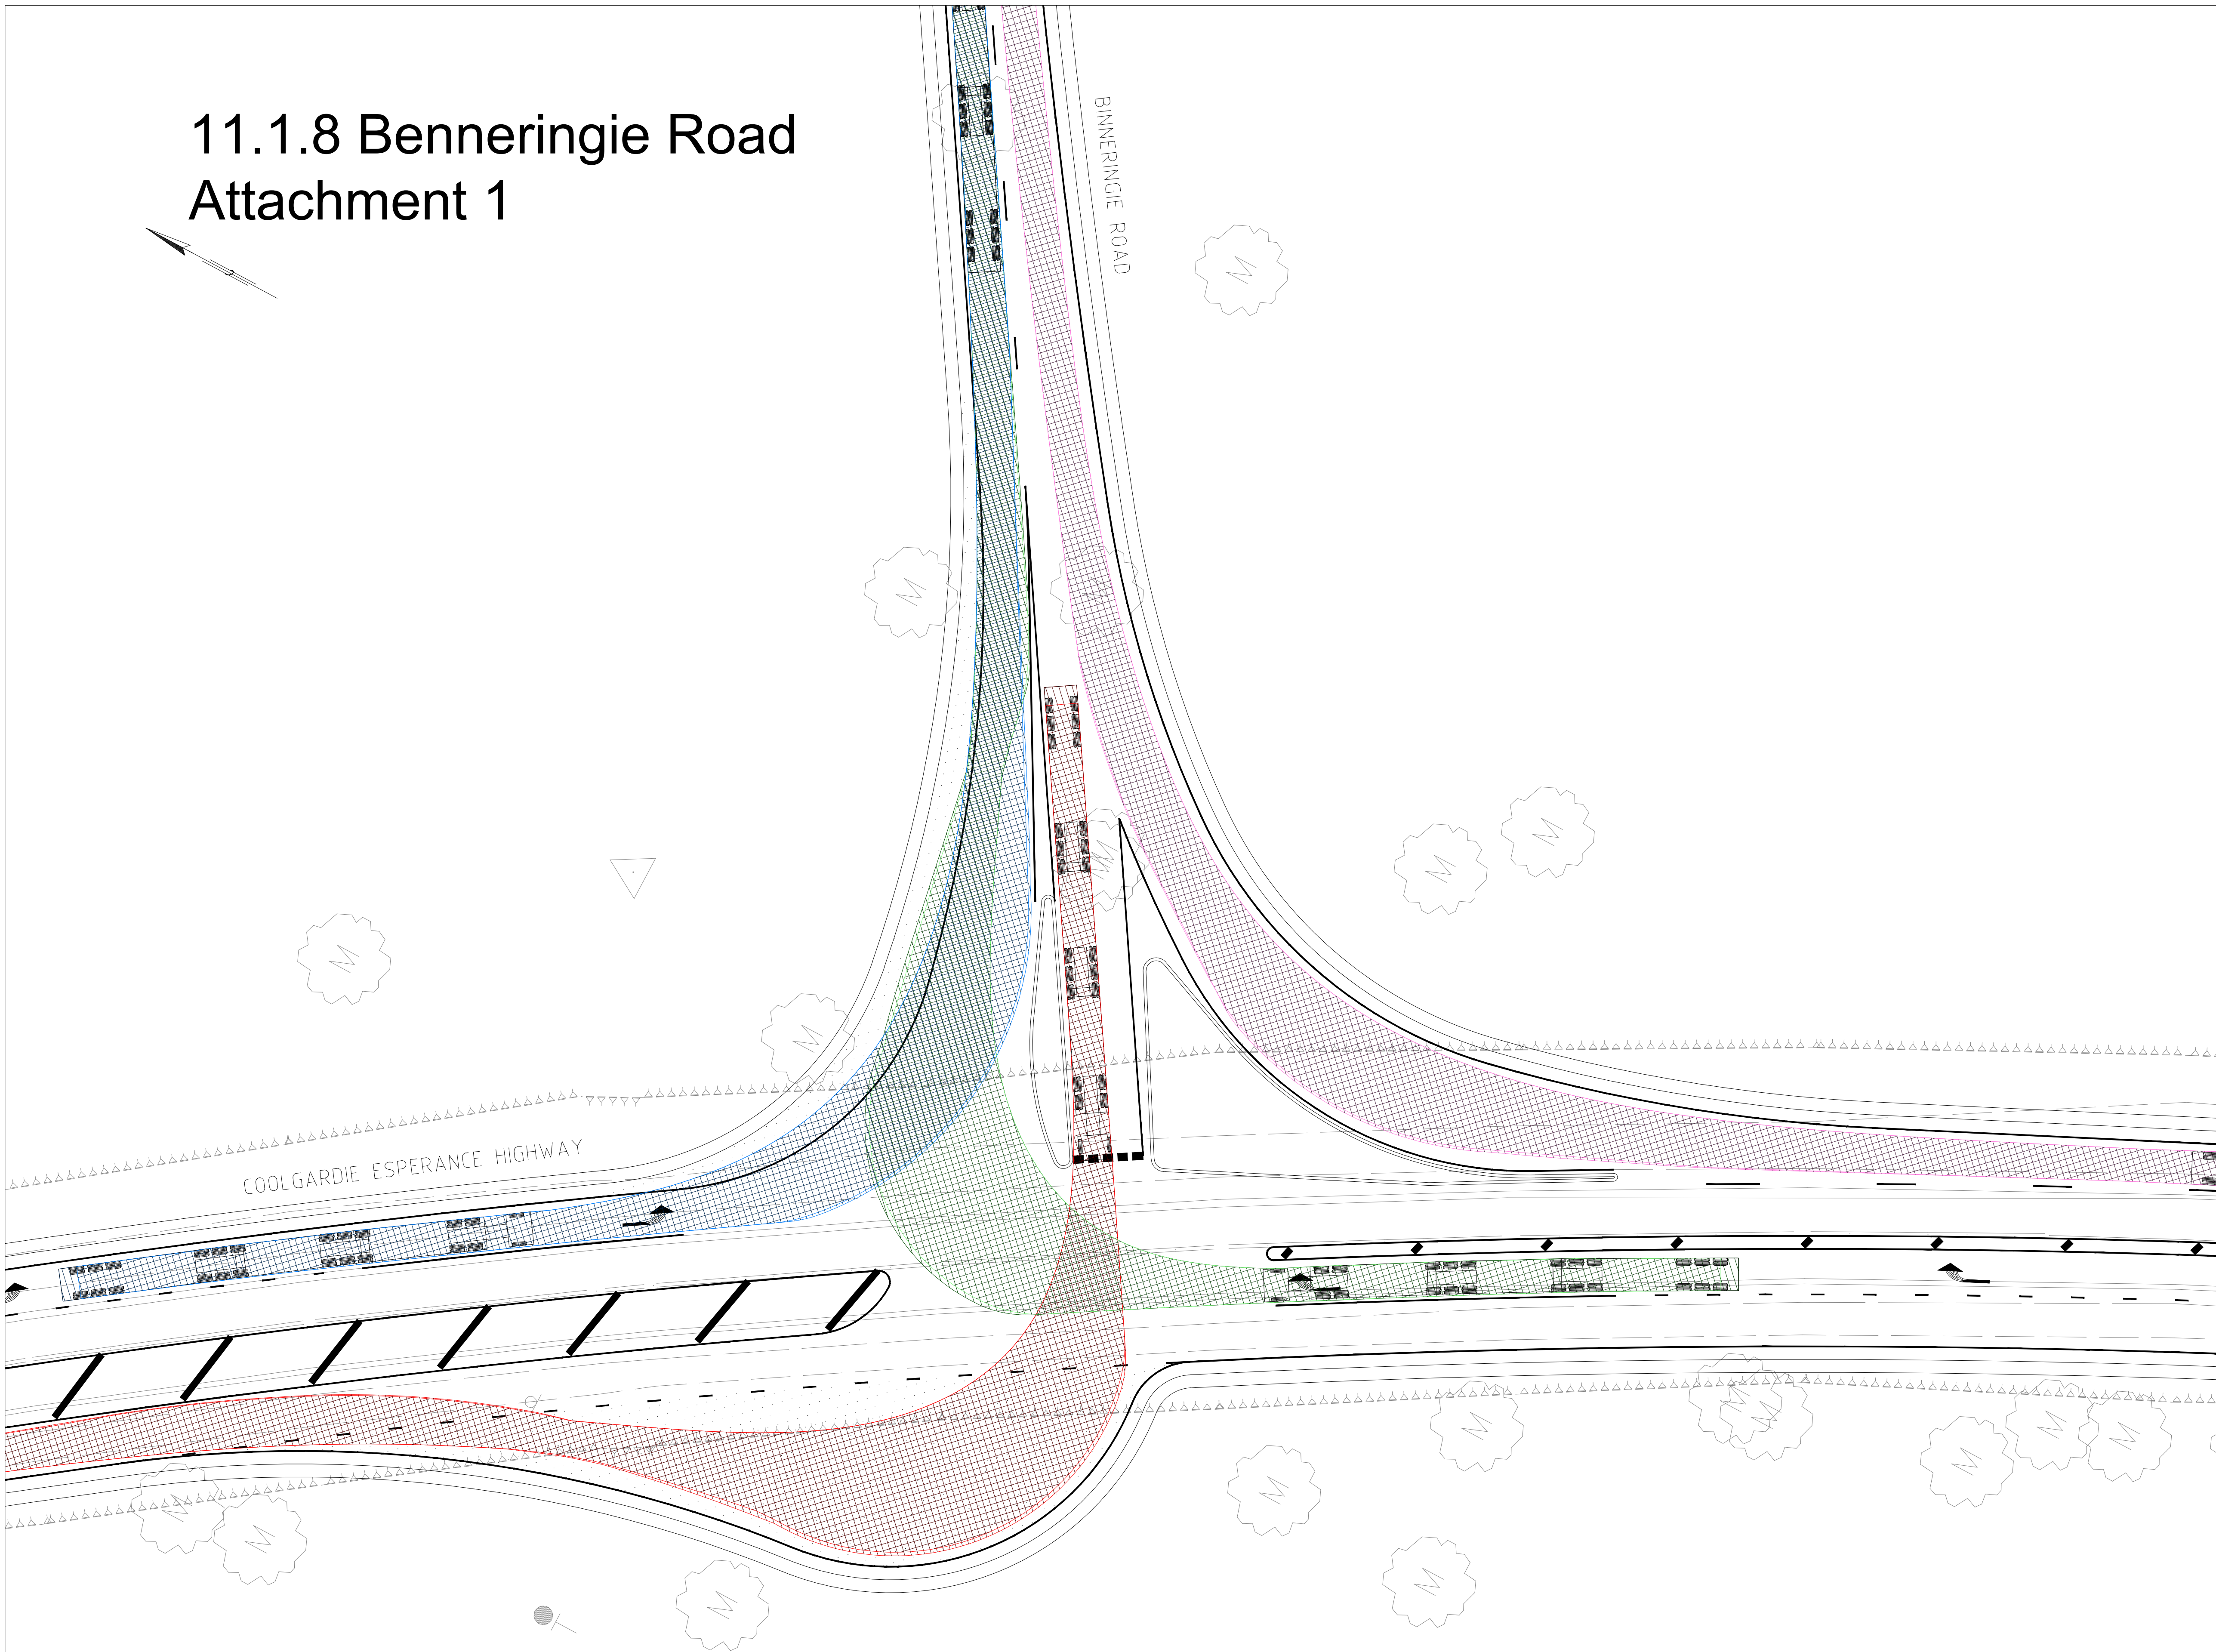 11.1.8 Benneringie Road
Attachment 1
BINNERINGIE ROAD
COOLGARDIE ESPERANCE HIGHWAY